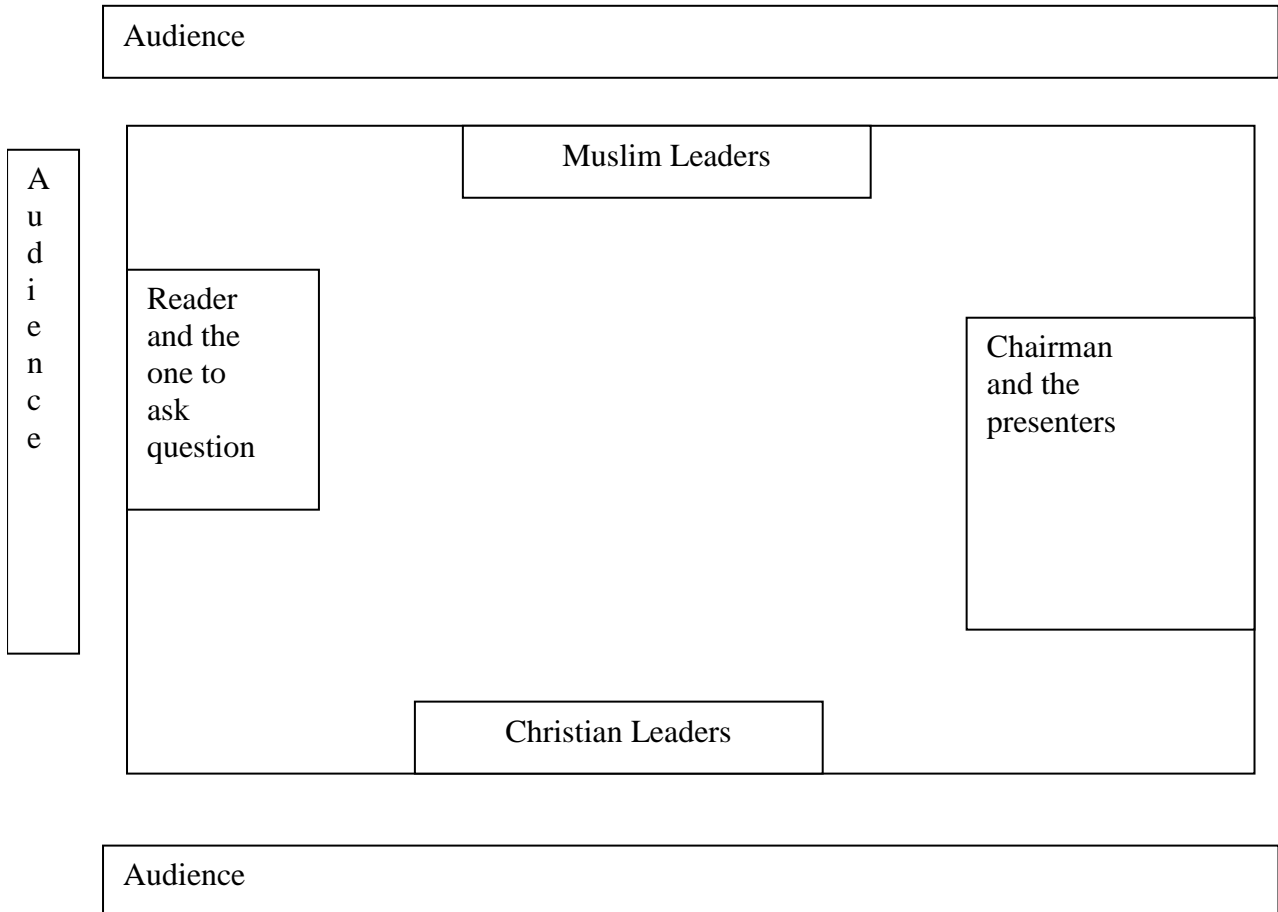 Audience
Muslim Leaders
A
u
d
i
e
n
c
e
Reader
and the
one to
ask
question
Chairman
and the
presenters
Christian Leaders
Audience